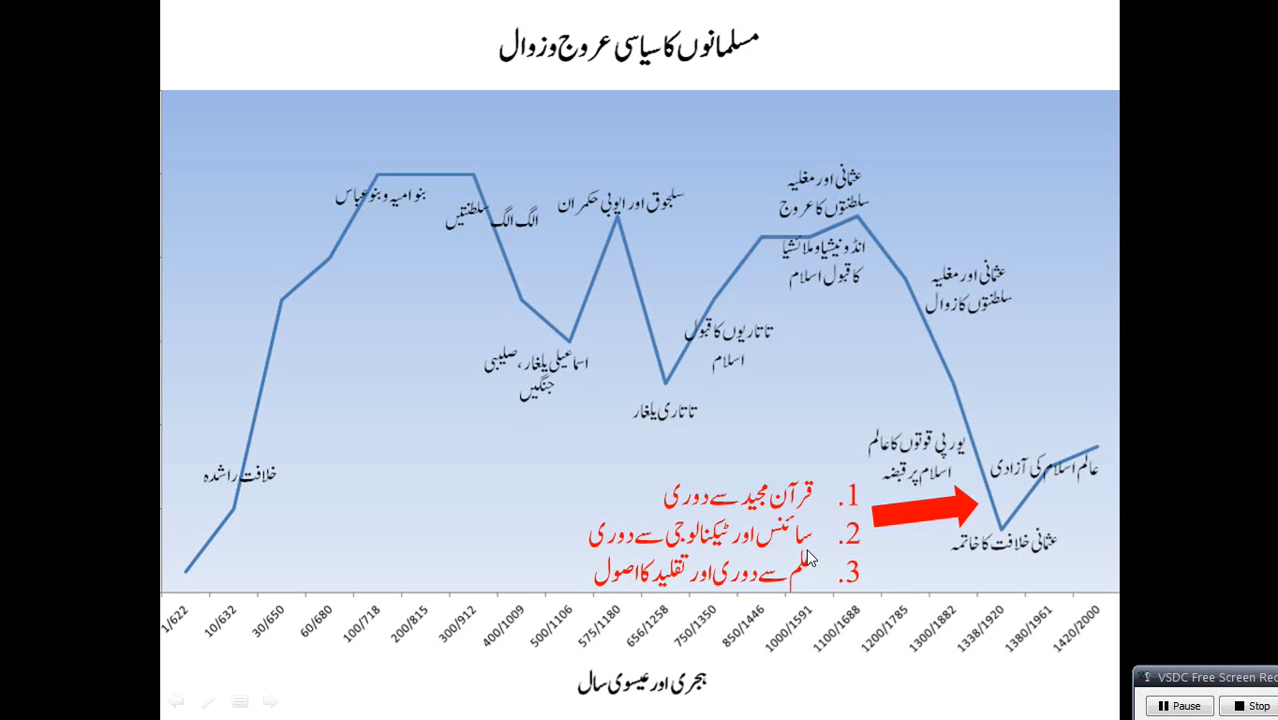 مسلمانوں کا سیاسی عروج و زوال
بنو امیہ و بنو عباس
الگ الگ سلطنتیں
سلجوق اور ایوبی حکمران
عثمانی اور مغلیہ
سلطنتوں کا عروج
انڈونیشیا و ملائشیا
کا قبول اسلام
عثمانی اور مغلیہ
سلطنتوں کا زوال
تاتاریوں کا قبول
اسلام
اسماعیلی یلغار، صلیبی
جنگیں
تاتاری یلغار
خلافت راشدہ
یورپی قوتوں کا عالم
اسلام پر قبضہ
عالم اسلام کی آزادی
عثمانی خلافت کا خاتمہ
1. قرآن مجید سے دوری
2. سائنس اور ٹیکنالوجی سے دوری
3. علم سے دوری اور تقلید کا اصول
1/622
10/632
30/650
60/680
100/718
200/815
300/912
400/1009
500/1106
575/1180
656/1258
750/1350
850/1446
1000/1591
1100/1688
1200/1785
1300/1882
1338/1920
1380/1961
1420/2000
ہجری اور عیسوی سال
VSDC Free Screen Rec
Pause
Stop